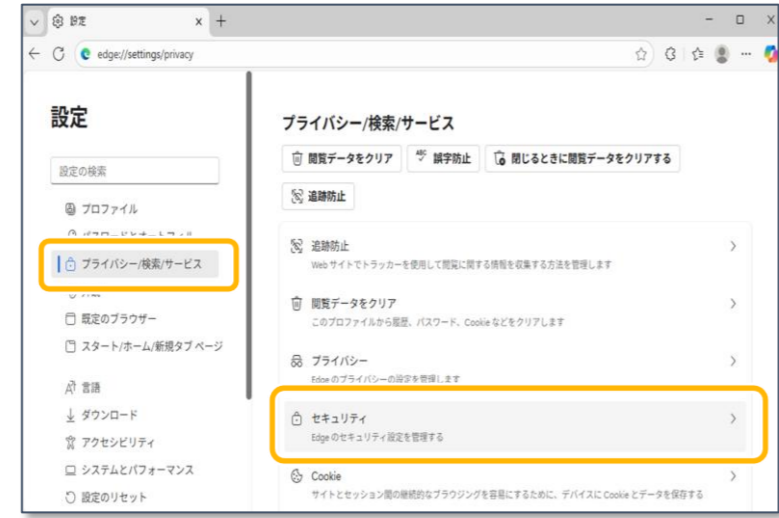 設定
edge://settings/privacy
設定
設定の検索
プロファイル
プライバシー/検索/サービス
既定のブラウザー
スタート/ホーム/新規タブ ページ
言語
ダウンロード
アクセシビリティ
システムとパフォーマンス
設定のリセット
プライバシー/検索/サービス
閲覧データをクリア
誤字防止
閉じるときに閲覧データをクリアする
追跡防止
追跡防止
Web サイトでトラッカーを使用して閲覧に関する情報を収集する方法を管理します
閲覧データをクリア
このプロファイルから履歴、パスワード、Cookie などをクリアします
プライバシー
Edge のプライバシーの設定を管理します
セキュリティ
Edge のセキュリティ設定を管理する
Cookie
サイトとセッション間の継続的なブラウジングを容易にするために、デバイスに Cookie とデータを保存する